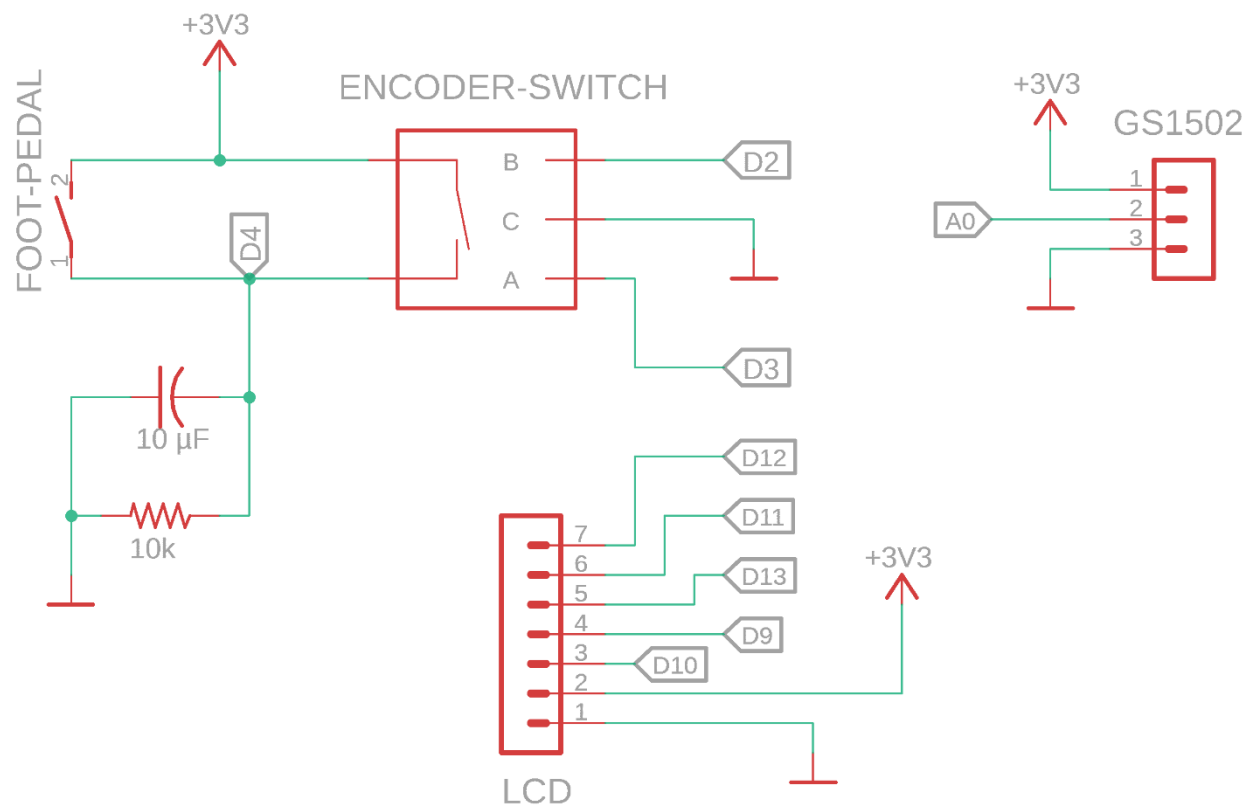 +3V3
FOOT-PEDAL
2
1
D4
ENCODER-SWITCH
B
C
A
D2
D3
10 µF
10k
+3V3
GS1502
1
2
3
A0
D12
D11
D13
D9
D10
7
6
5
4
3
2
1
+3V3
LCD